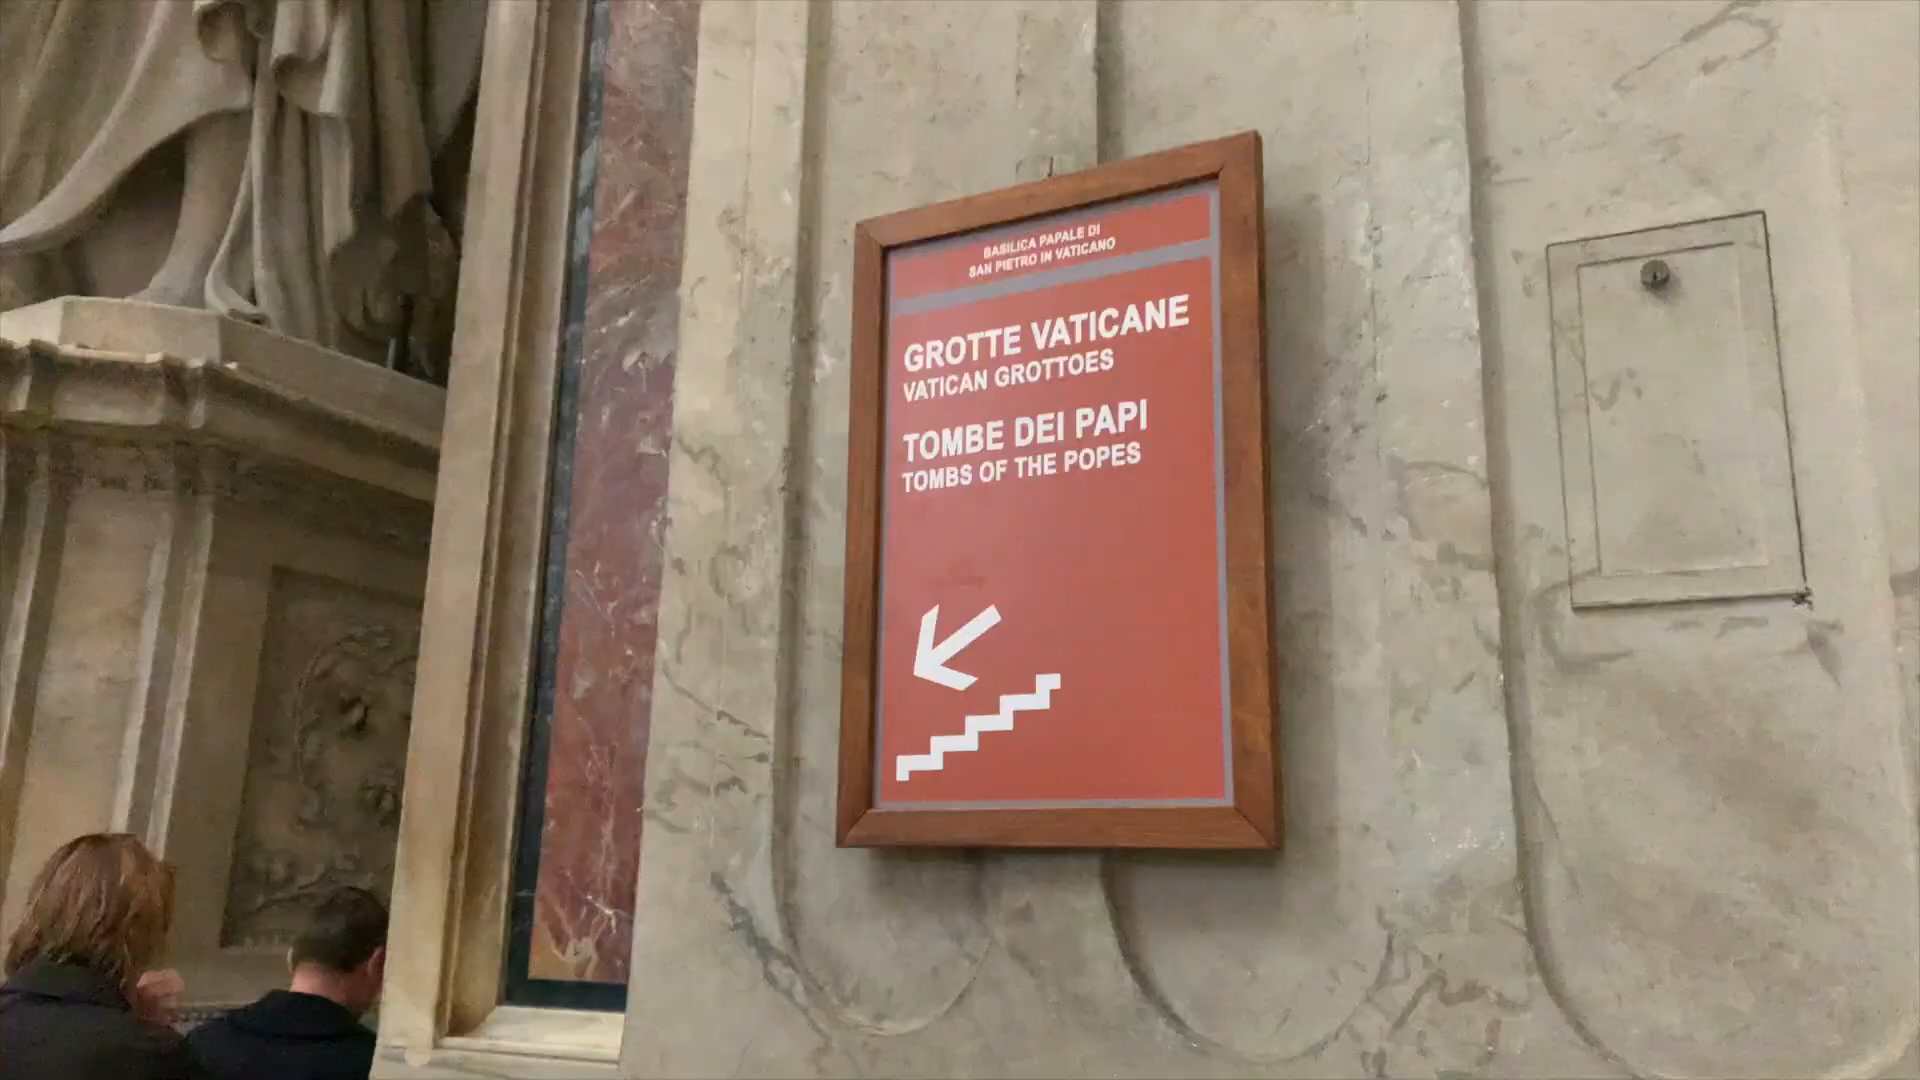 BASILICA PAPALE DI
SAN PIETRO IN VATICANO
GROTTE VATICANE
VATICAN GROTTOES
TOMBE DEI PAPI
TOMBS OF THE POPES